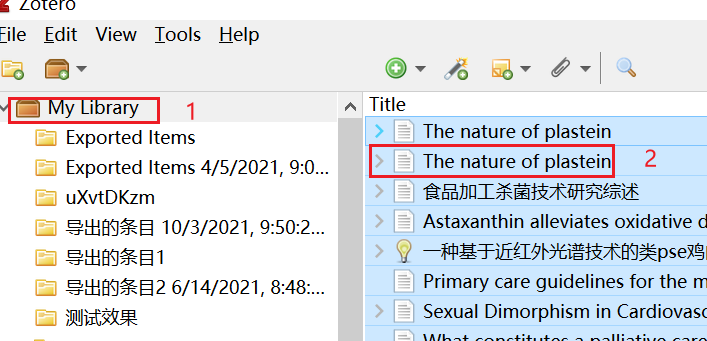 Zotero
File Edit View Tools Help
My Library 1
Exported Items
Exported Items 4/5/2021, 9:0...
uXvtDKzm
导出的条目 10/3/2021, 9:50:2...
导出的条目1
导出的条目2 6/14/2021, 8:48:...
测试效果
Title
The nature of plastein
The nature of plastein 2
食品加工杀菌技术研究综述
Astaxanthin alleviates oxidative d
一种基于近红外光谱技术的类pse鸡
Primary care guidelines for the m
Sexual Dimorphism in Cardiovasc
What constitutes a palliative care